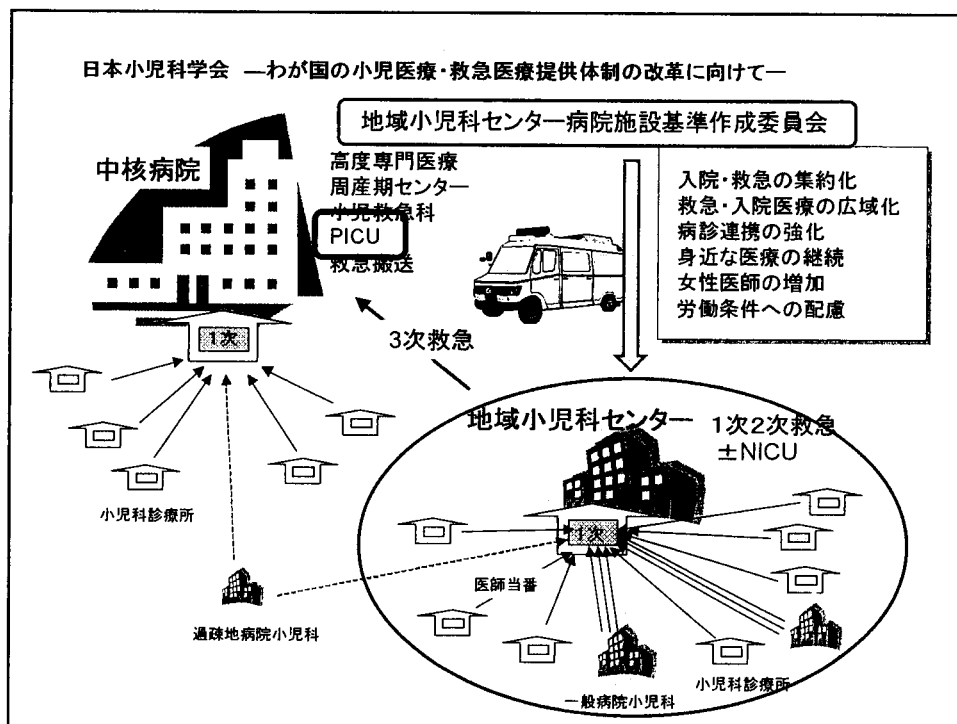 日本小児科学会 ―わが国の小児医療・救急医療提供体制の改革に向けて―
地域小児科センター病院施設基準作成委員会
中核病院
高度専門医療
周産期センター
小児救急科
PICU
救急搬送
入院・救急の集約化
救急・入院医療の広域化
病診連携の強化
身近な医療の継続
女性医師の増加
労働条件への配慮
1次
3次救急
地域小児科センター
1次2次救急
±NICU
小児科診療所
1次
医師当番
過疎地病院小児科
一般病院小児科
小児科診療所